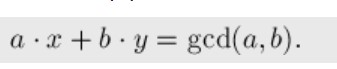 a · x + b · y = gcd(a, b).